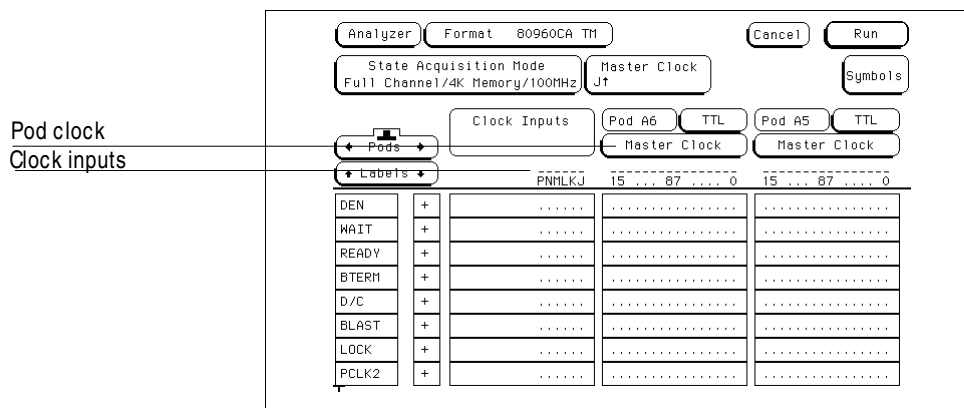 Analyzer Format 80960CA TM Cancel Run
State Acquisition Mode
Full Channel/4K Memory/100MHz
Master Clock
J↑
Symbols
Pod clock
Clock inputs
← Pods →
↑ Labels ↓
Clock Inputs
Pod A6 TTL Pod A5 TTL
Master Clock Master Clock
PNMLKJ 15 ... 87 .... 0 15 ... 87 .... 0
DEN + ...... ................ ................
WAIT + ...... ................ ................
READY + ...... ................ ................
BTERM + ...... ................ ................
D/C + ...... ................ ................
BLAST + ...... ................ ................
LOCK + ...... ................ ................
PCLK2 + ...... ................ ................